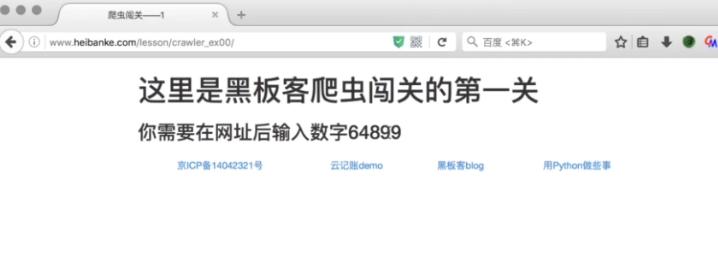 爬虫闯关——1
www.heibanke.com/lesson/crawler_ex00/
百度 <⌘K>
这里是黑板客爬虫闯关的第一关
你需要在网址后输入数字64899
京ICP备14042321号 云记账demo 黑板客blog 用Python做些事